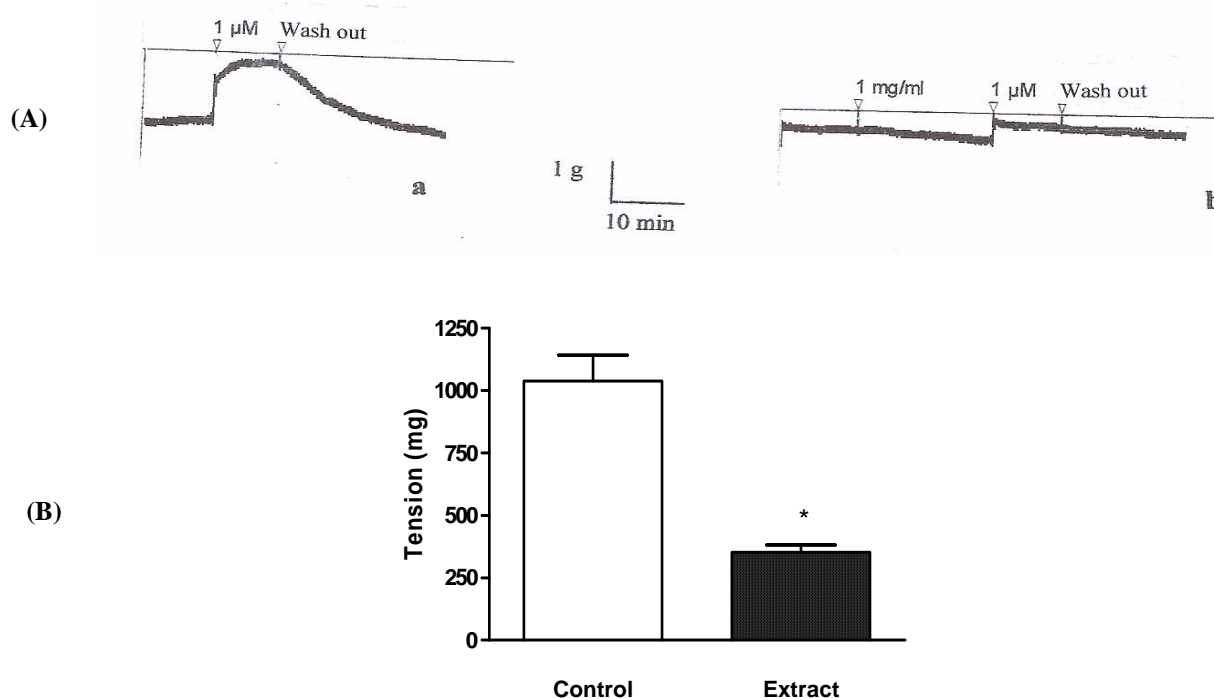 1 µM Wash out
(A)
1 mg/ml 1 µM Wash out
a
1 g
10 min
b
(B)
Tension (mg)
1250
1000
750
500
250
0
*
Control Extract